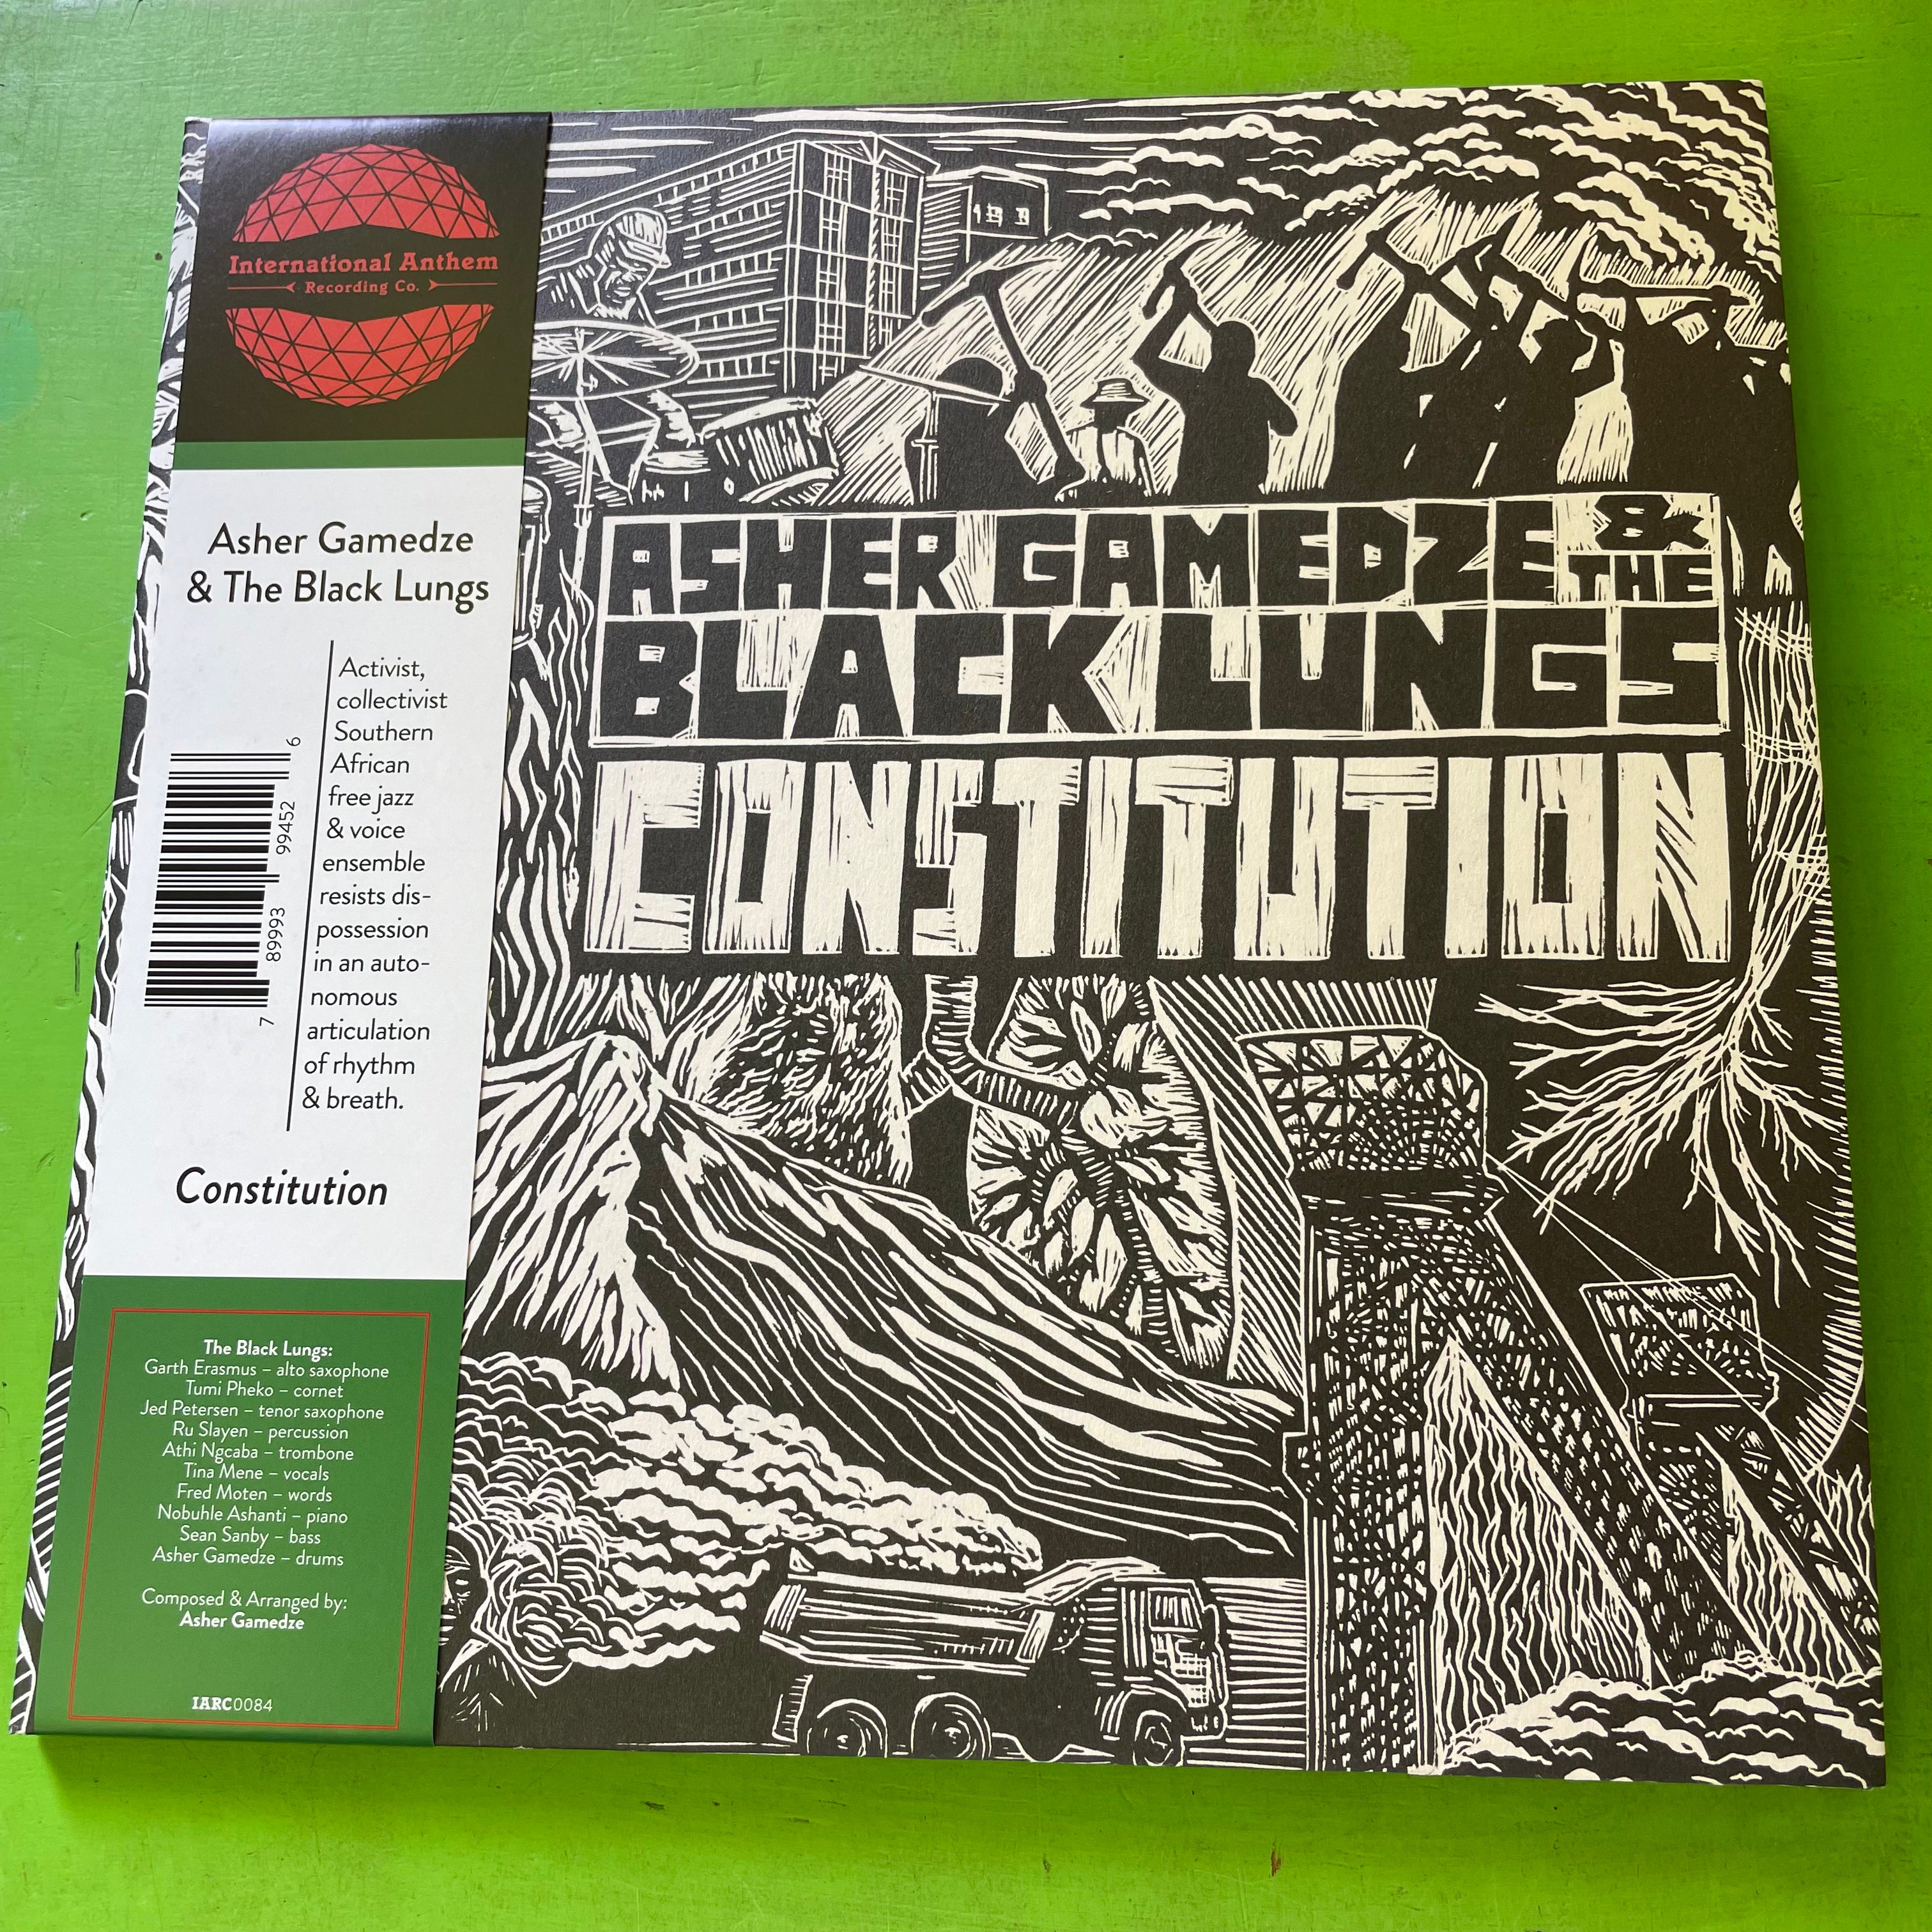 International Anthem
Recording Co.
Asher Gamedze
& The Black Lungs
Activist,
collectivist
Southern
African
free jazz
& voice
ensemble
resists dis-
possession
in an auto-
nomous
articulation
of rhythm
& breath.
7 89993 99452 6
Constitution
The Black Lungs:
Garth Erasmus – alto saxophone
Tumi Pheko – cornet
Jed Petersen – tenor saxophone
Ru Slayen – percussion
Athi Ngcaba – trombone
Tina Mene – vocals
Fred Moten – words
Nobuhle Ashanti – piano
Sean Sanby – bass
Asher Gamedze – drums
Composed & Arranged by:
Asher Gamedze
IARC0084
ASHER GAMEDZE & THE
BLACK LUNGS
CONSTITUTION